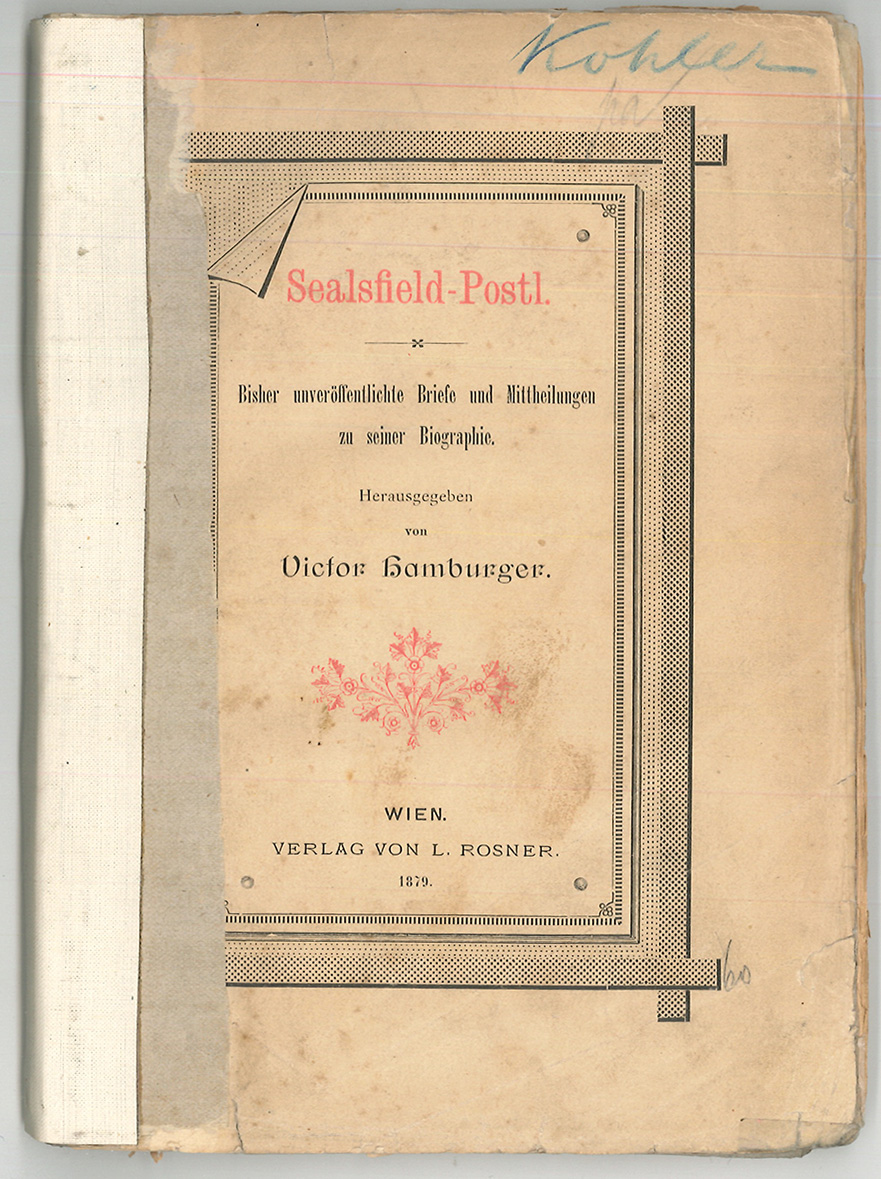 Kohler
Sealsfield-Postl.
Bisher unveröffentlichte Briefe und Mittheilungen
zu seiner Biographie.
Herausgegeben
von
Victor Hamburger.
WIEN.
VERLAG VON L. ROSNER.
1879.